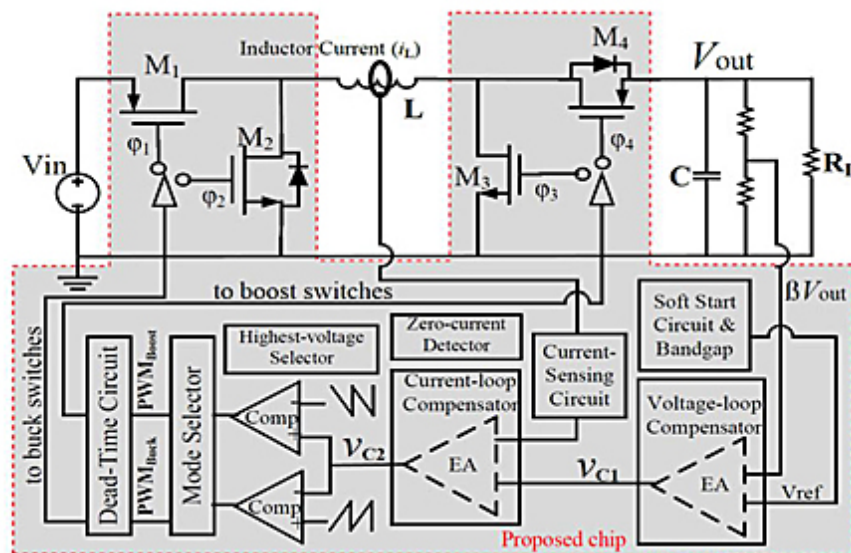 Inductor Current (iL)
M1
M4
Vout
L
φ1
M2
φ4
Vin
φ2
M3
φ3
C
to boost switches
ßVout
to buck switches
Dead-Time Circuit
PWMBoost
PWMBuck
Mode Selector
Highest-voltage
Selector
Zero-current
Detector
Current-
Sensing
Circuit
Soft Start
Circuit &
Bandgap
Comp
+
Comp
Current-loop
Compensator
EA
vC2
vC1
Voltage-loop
Compensator
EA
Vref
Proposed chip